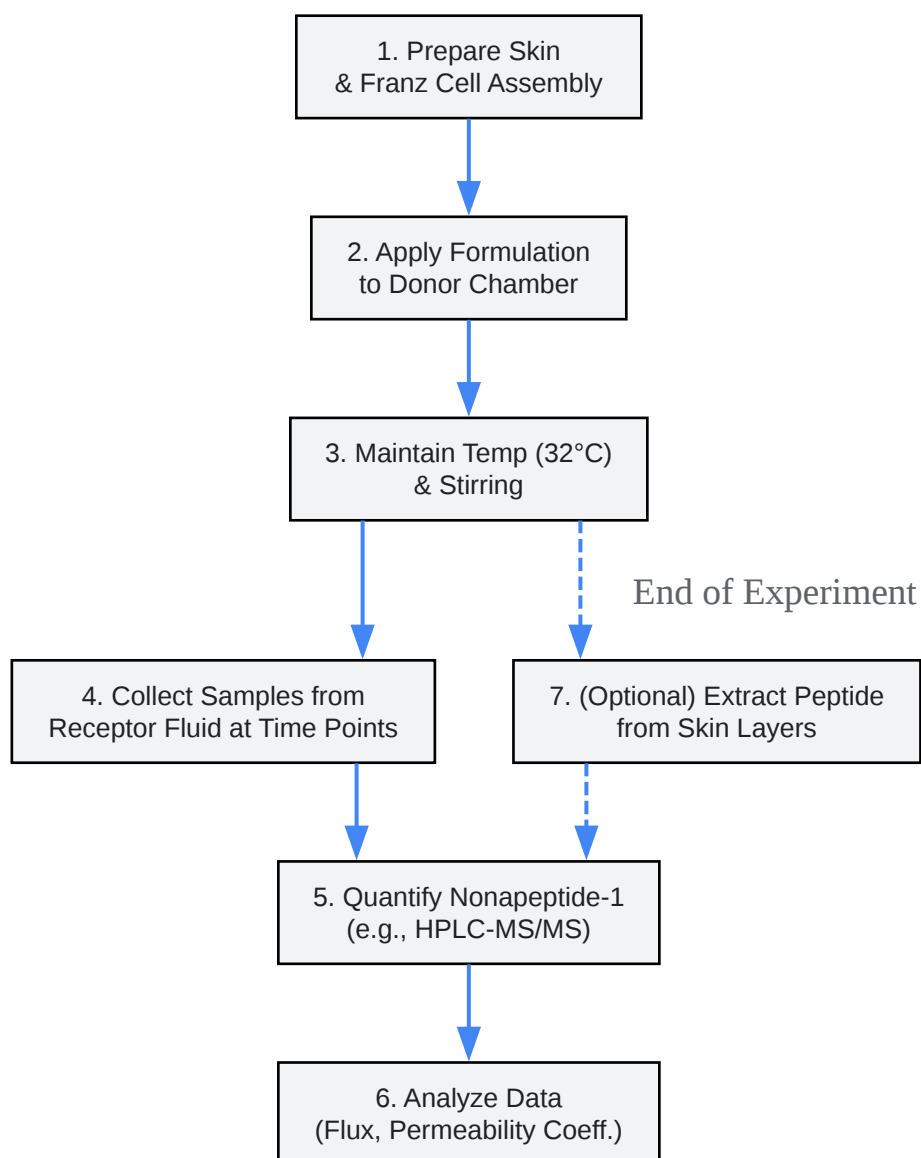 1. Prepare Skin
& Franz Cell Assembly
2. Apply Formulation
to Donor Chamber
3. Maintain Temp (32°C)
& Stirring
End of Experiment
4. Collect Samples from
Receptor Fluid at Time Points
7. (Optional) Extract Peptide
from Skin Layers
5. Quantify Nonapeptide-1
(e.g., HPLC-MS/MS)
6. Analyze Data
(Flux, Permeability Coeff.)